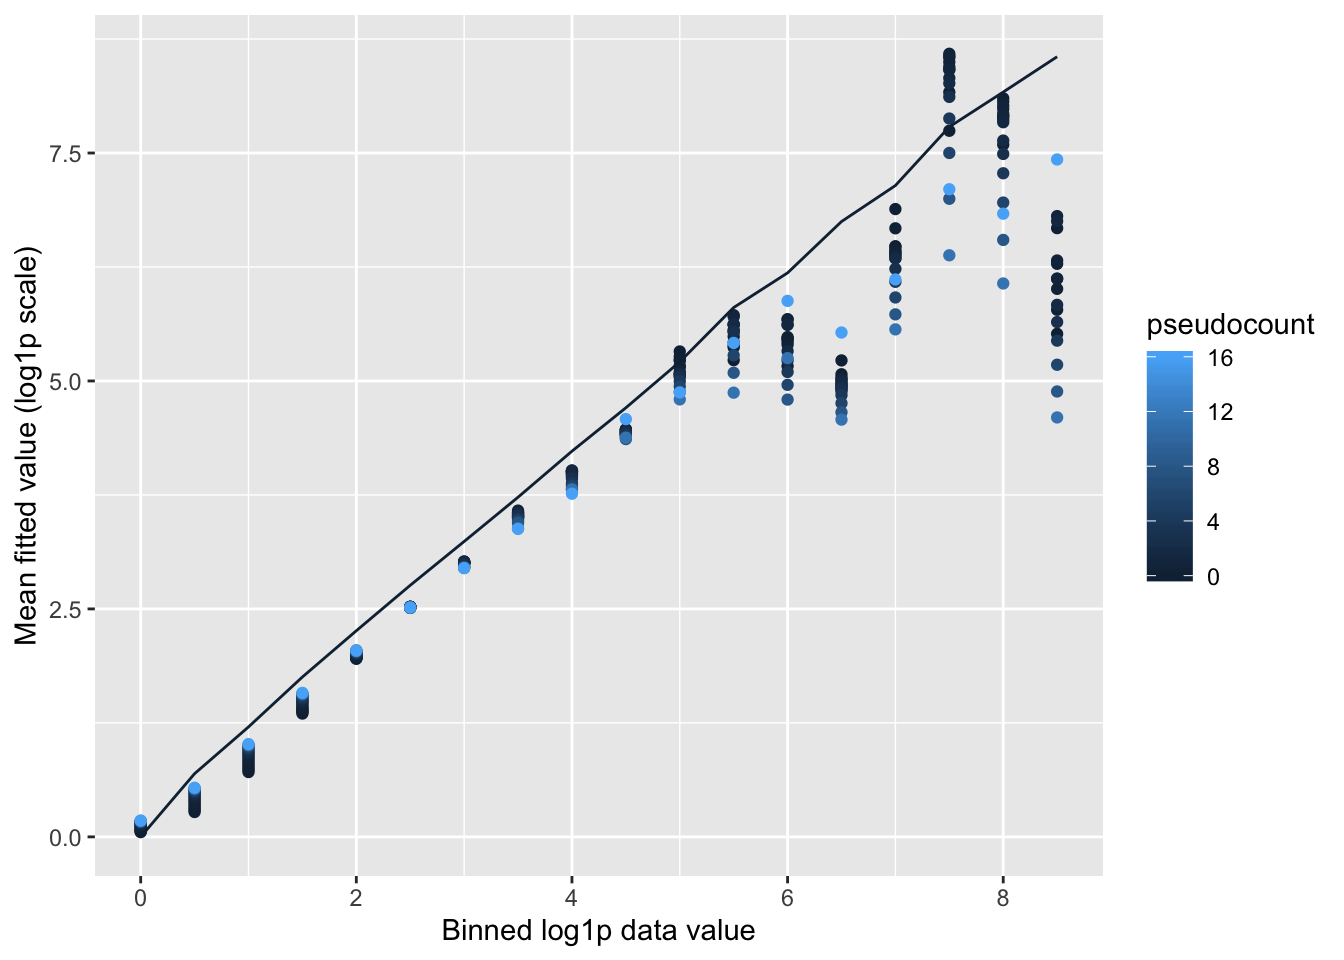 7.5
5.0
2.5
0.0
Mean fitted value (log1p scale)
0 2 4 6 8
Binned log1p data value
pseudocount
16
12
8
4
0